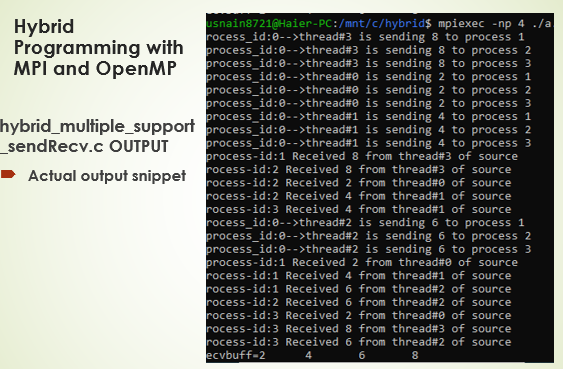 Hybrid
Programming with
MPI and OpenMP
hybrid_multiple_support
_sendRecv.c OUTPUT
Actual output snippet
usnain8721@Haier-PC:/mnt/c/hybrid$ mpiexec -np 4 ./a
rocess_id:0-->thread#3 is sending 8 to process 1
process_id:0-->thread#3 is sending 8 to process 2
process_id:0-->thread#3 is sending 8 to process 3
process_id:0-->thread#0 is sending 2 to process 1
process_id:0-->thread#0 is sending 2 to process 2
process_id:0-->thread#0 is sending 2 to process 3
process_id:0-->thread#1 is sending 4 to process 1
process_id:0-->thread#1 is sending 4 to process 2
process_id:0-->thread#1 is sending 4 to process 3
process-id:1 Received 8 from thread#3 of source
rocess-id:2 Received 8 from thread#3 of source
rocess-id:2 Received 2 from thread#0 of source
rocess-id:2 Received 4 from thread#1 of source
rocess-id:3 Received 4 from thread#1 of source
rocess_id:0-->thread#2 is sending 6 to process 1
process_id:0-->thread#2 is sending 6 to process 2
process_id:0-->thread#2 is sending 6 to process 3
process-id:1 Received 2 from thread#0 of source
rocess-id:1 Received 4 from thread#1 of source
rocess-id:1 Received 6 from thread#2 of source
rocess-id:2 Received 6 from thread#2 of source
rocess-id:3 Received 2 from thread#0 of source
rocess-id:3 Received 8 from thread#3 of source
rocess-id:3 Received 6 from thread#2 of source
ecvbuff=2 4 6 8